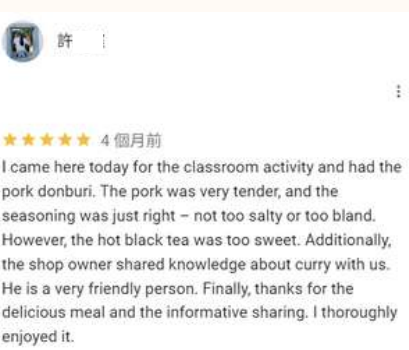 許
4 個月前
I came here today for the classroom activity and had the
pork donburi. The pork was very tender, and the
seasoning was just right – not too salty or too bland.
However, the hot black tea was too sweet. Additionally,
the shop owner shared knowledge about curry with us.
He is a very friendly person. Finally, thanks for the
delicious meal and the informative sharing. I thoroughly
enjoyed it.